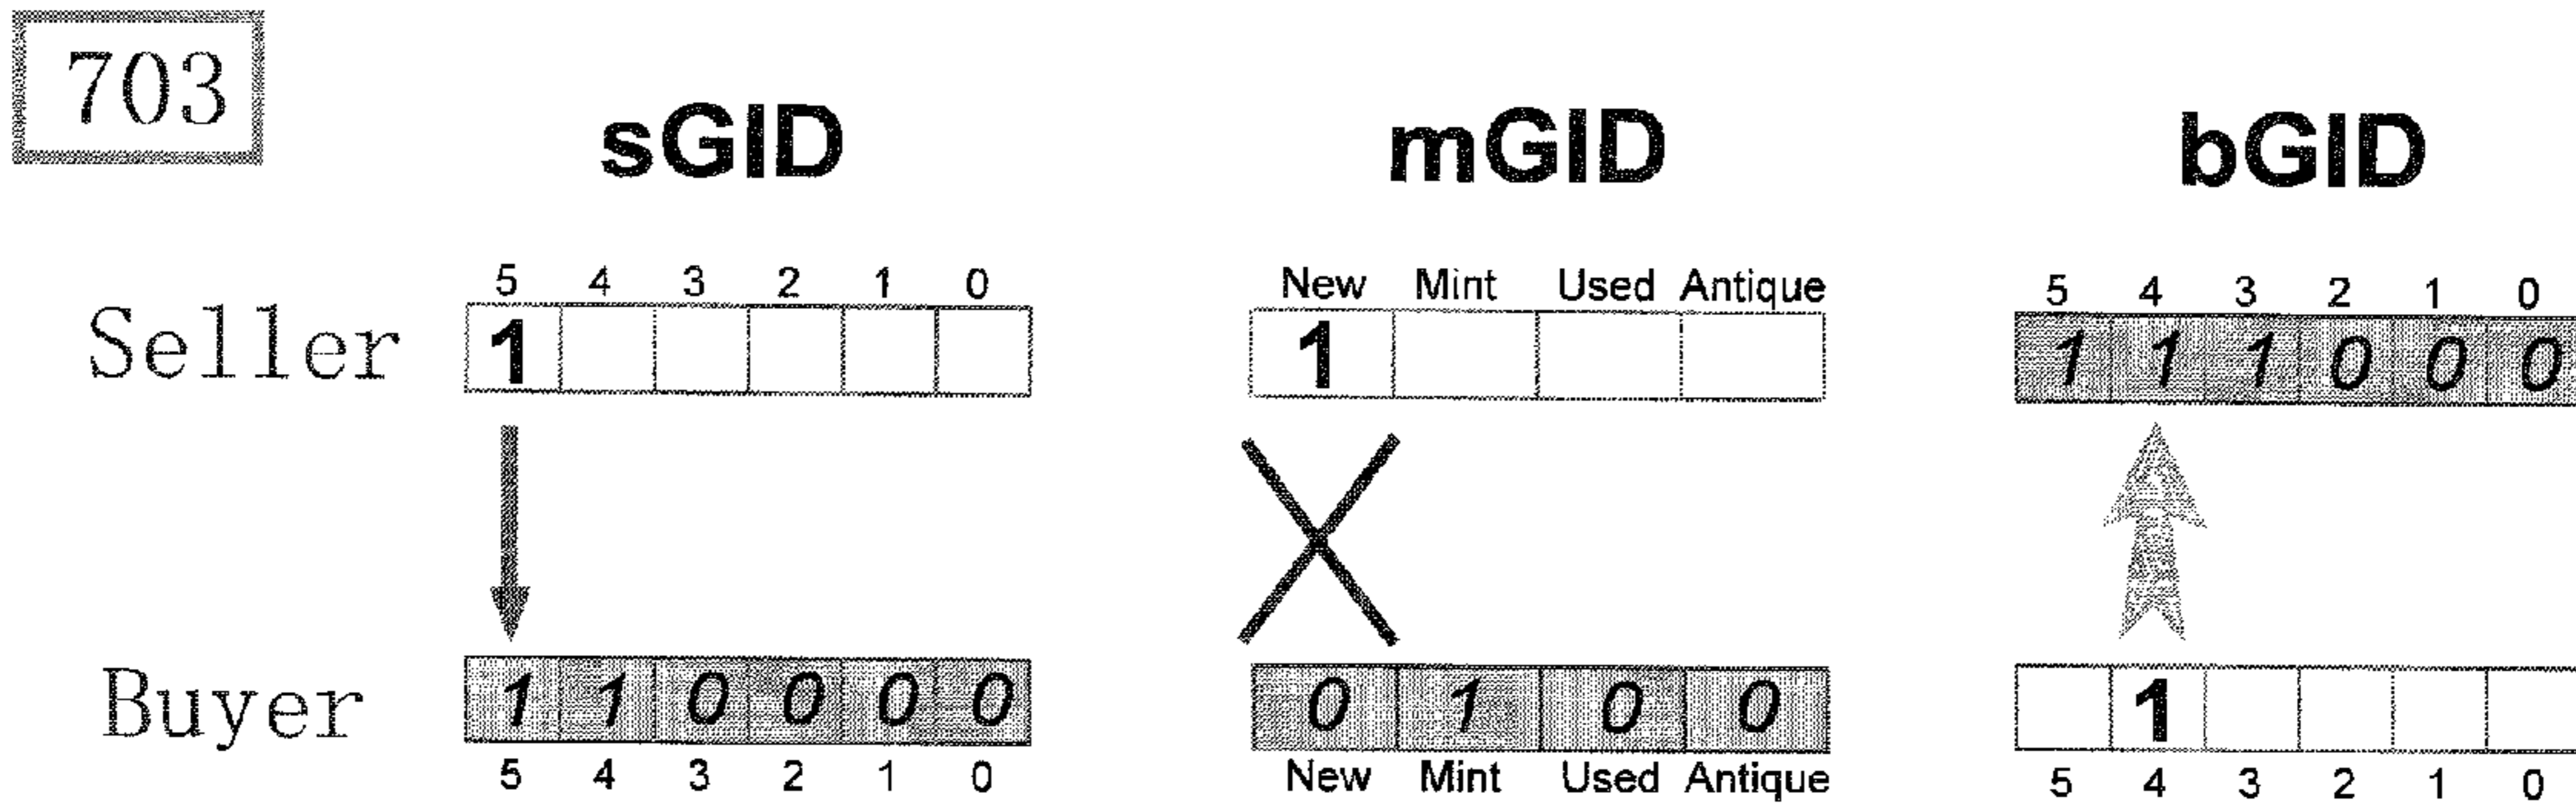 703
sGID mGID bGID
5 4 3 2 1 0 New Mint Used Antique 5 4 3 2 1 0
Seller 1 1 1 1 1 0 0 0
Buyer 1 1 0 0 0 0 0 1 0 0 1
5 4 3 2 1 0 New Mint Used Antique 5 4 3 2 1 0